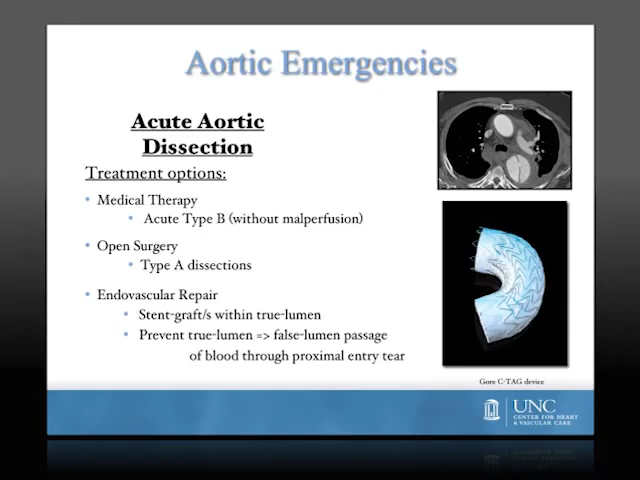 Aortic Emergencies
Acute Aortic
Dissection
Treatment options:
• Medical Therapy
• Acute Type B (without malperfusion)
• Open Surgery
• Type A dissections
• Endovascular Repair
• Stent-graft/s within true-lumen
• Prevent true-lumen => false-lumen passage
of blood through proximal entry tear
Gore C-TAG device
UNC
CENTER FOR HEART
& VASCULAR CARE